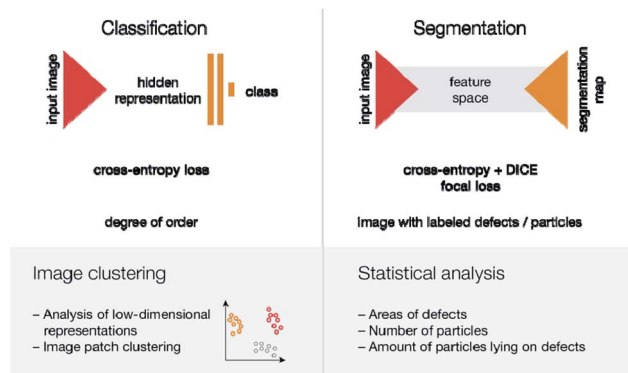 Classification
input image
hidden
representation
class
cross-entropy loss
degree of order
Segmentation
input image
feature
space
segmentation
map
cross-entropy + DICE
focal loss
Image with labeled defects / particles
Image clustering
– Analysis of low-dimensional
representations
– Image patch clustering
Statistical analysis
– Areas of defects
– Number of particles
– Amount of particles lying on defects